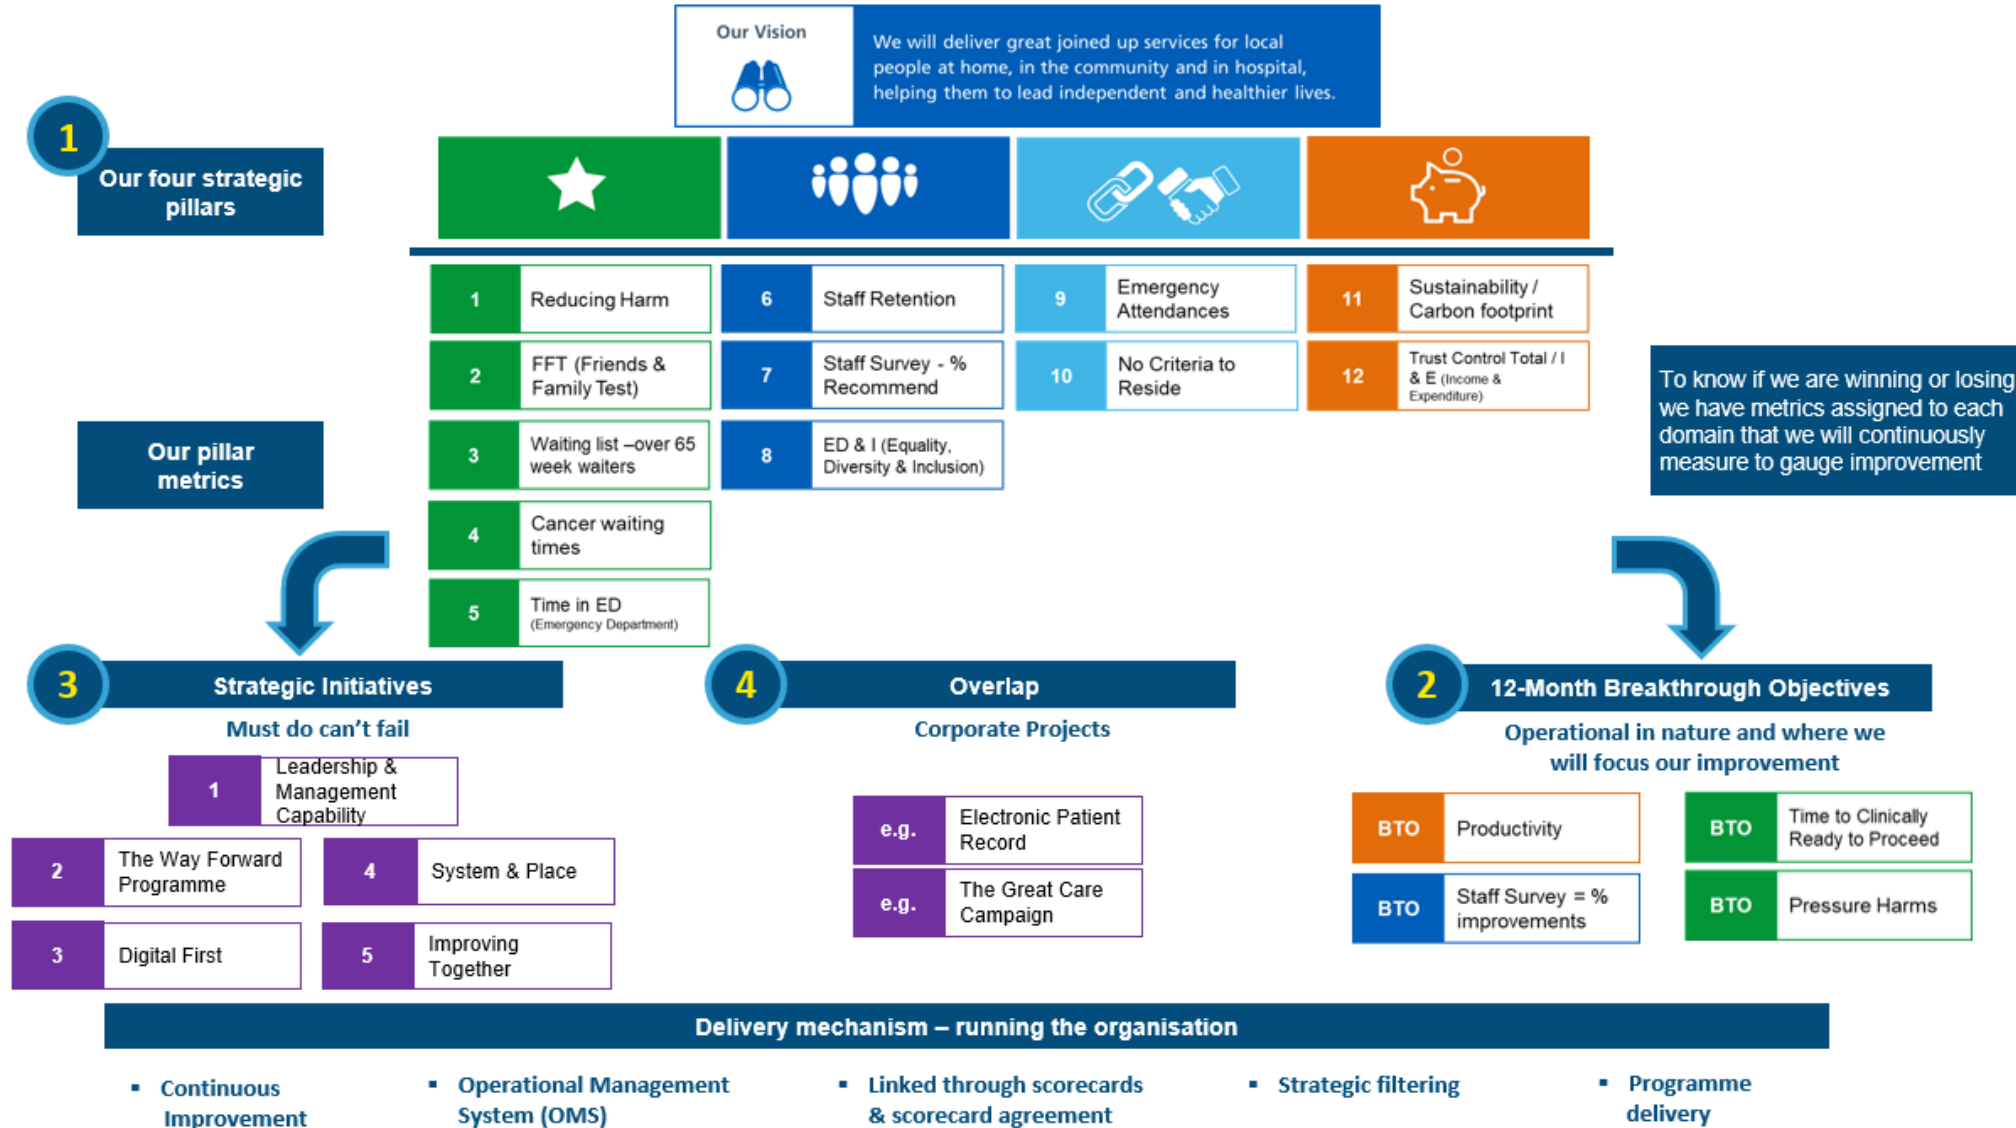 Our Vision
We will deliver great joined up services for local
people at home, in the community and in hospital,
helping them to lead independent and healthier lives.
1
Our four strategic
pillars
Our pillar
metrics
1
Reducing Harm
2
FFT (Friends &
Family Test)
3
Waiting list –over 65
week waiters
4
Cancer waiting
times
5
Time in ED
(Emergency Department)
6
Staff Retention
7
Staff Survey - %
Recommend
8
ED & I (Equality,
Diversity & Inclusion)
9
Emergency
Attendances
10
No Criteria to
Reside
11
Sustainability /
Carbon footprint
12
Trust Control Total / I
& E (Income &
Expenditure)
To know if we are winning or losing
we have metrics assigned to each
domain that we will continuously
measure to gauge improvement
3
Strategic Initiatives
Must do can't fail
1
Leadership &
Management
Capability
2
The Way Forward
Programme
4
System & Place
3
Digital First
5
Improving
Together
4
Overlap
Corporate Projects
e.g.
Electronic Patient
Record
e.g.
The Great Care
Campaign
2
12-Month Breakthrough Objectives
Operational in nature and where we
will focus our improvement
BTO
Productivity
BTO
Time to Clinically
Ready to Proceed
BTO
Staff Survey = %
improvements
BTO
Pressure Harms
Delivery mechanism – running the organisation
▪ Continuous
Improvement
▪ Operational Management
System (OMS)
▪ Linked through scorecards
& scorecard agreement
▪ Strategic filtering
▪ Programme
delivery